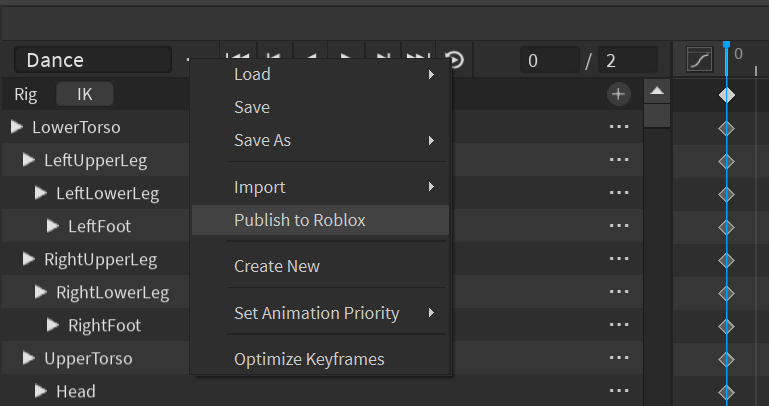 Dance
0 / 2
0
Load
Save
Save As
Import
Publish to Roblox
Create New
Set Animation Priority
Optimize Keyframes
Rig IK
LowerTorso
LeftUpperLeg
LeftLowerLeg
LeftFoot
RightUpperLeg
RightLowerLeg
RightFoot
UpperTorso
Head